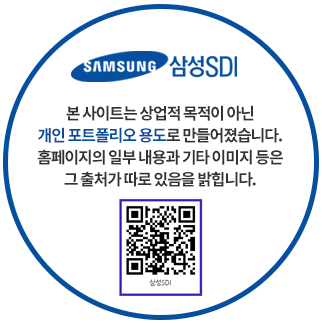 SAMSUNG 삼성SDI
본 사이트는 상업적 목적이 아닌
개인 포트폴리오 용도로 만들어졌습니다.
홈페이지의 일부 내용과 기타 이미지 등은
그 출처가 따로 있음을 밝힙니다.
삼성SDI